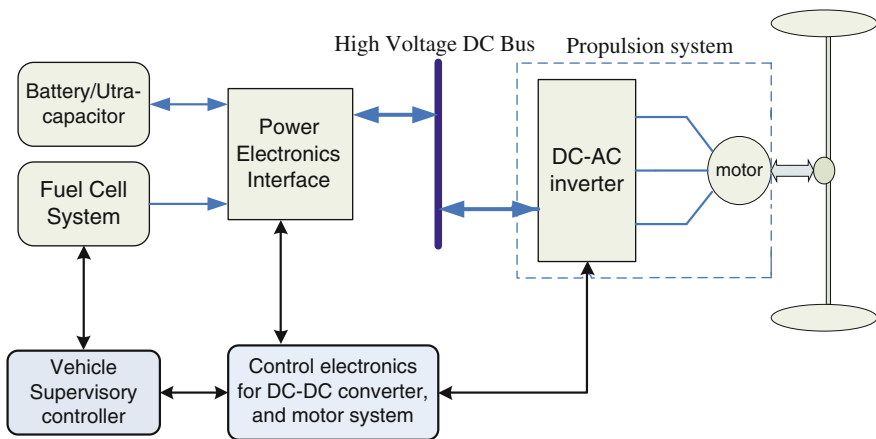 High Voltage DC Bus
Propulsion system
Battery/Utra-
capacitor
Power
Electronics
Interface
DC-AC
inverter
motor
Fuel Cell
System
Vehicle
Supervisory
controller
Control electronics
for DC-DC converter,
and motor system